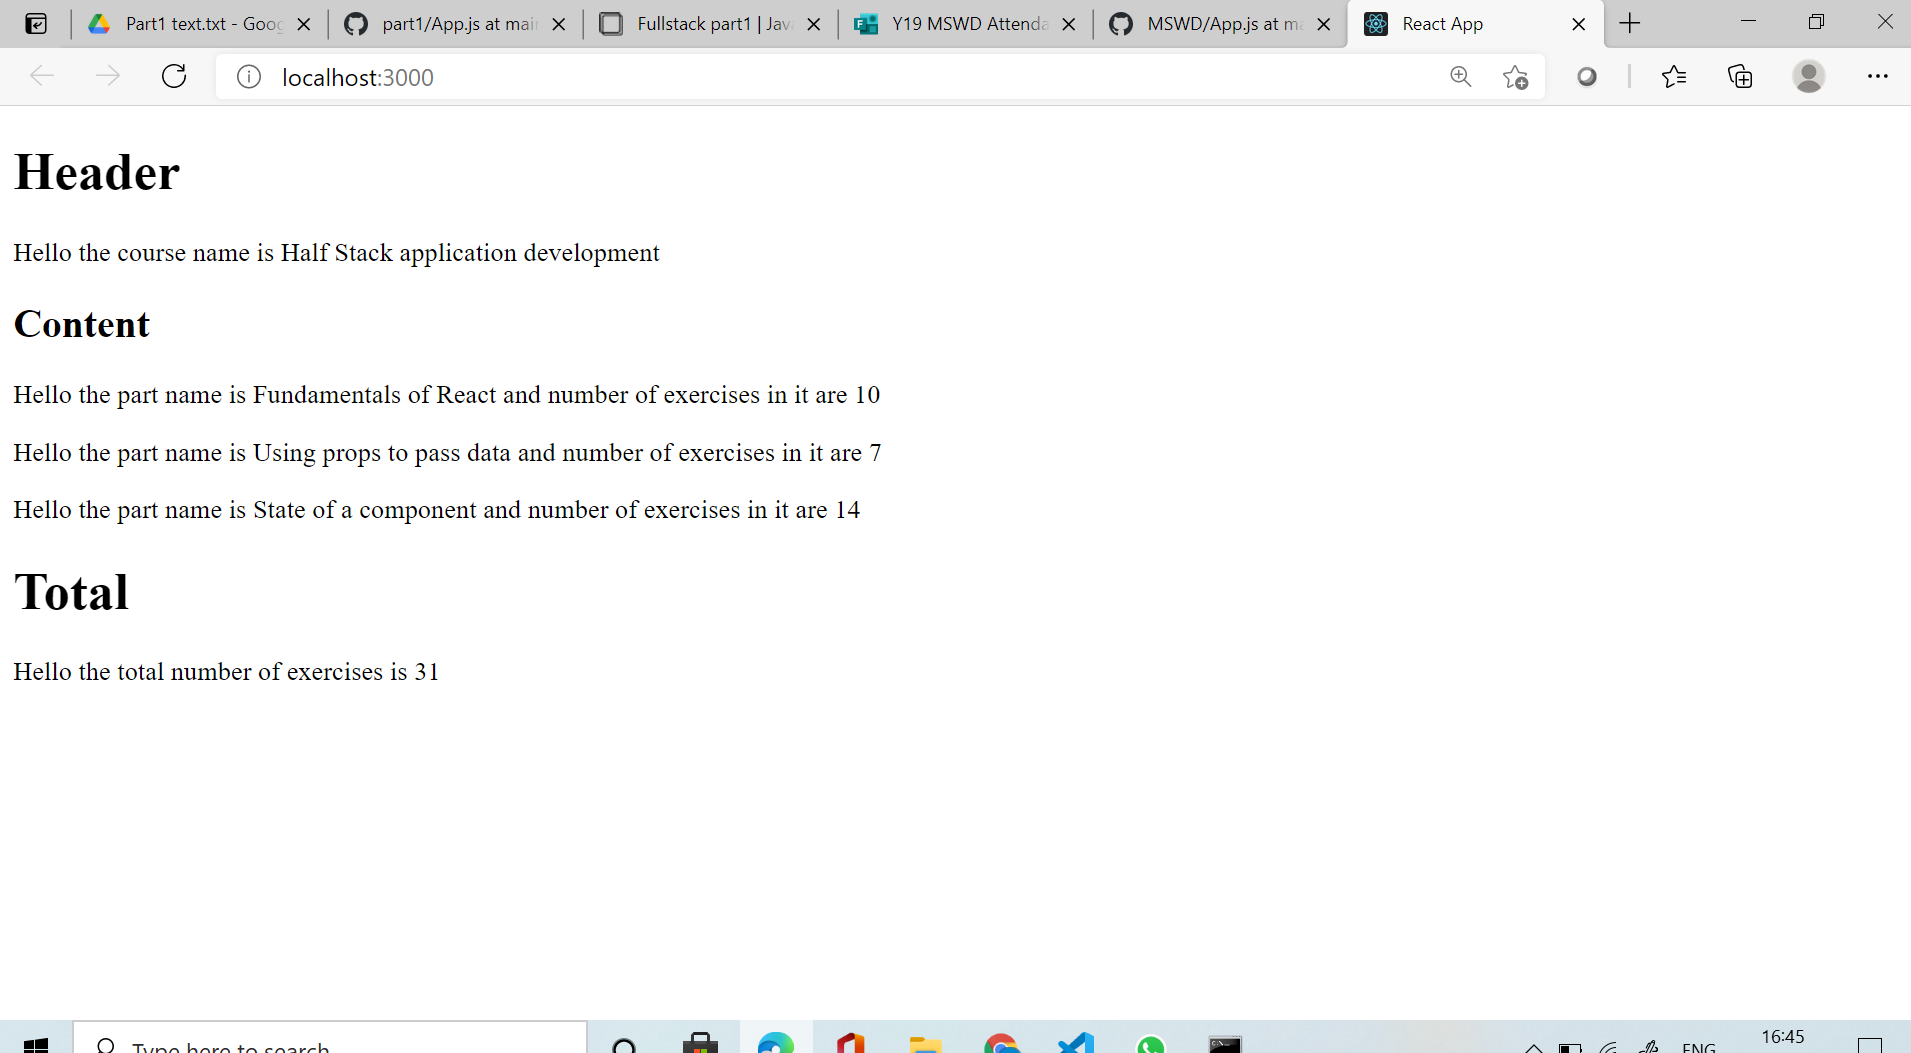 Part1 text.txt - Goog
part1/App.js at mai
Fullstack part1 | Jav
Y19 MSWD Attenda
MSWD/App.js at ma
React App
localhost:3000
Header
Hello the course name is Half Stack application development
Content
Hello the part name is Fundamentals of React and number of exercises in it are 10
Hello the part name is Using props to pass data and number of exercises in it are 7
Hello the part name is State of a component and number of exercises in it are 14
Total
Hello the total number of exercises is 31
Type here to search
ENG
16:45